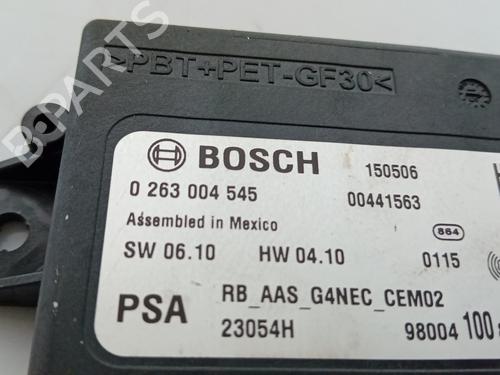 >PBT+PET-GF30<
B-PARTS
BOSCH 150506
0 263 004 545 00441563
Assembled in Mexico 864
SW 06.10 HW 04.10 0115
PSA RB_AAS_G4NEC_CEM02
23054H 98004 100